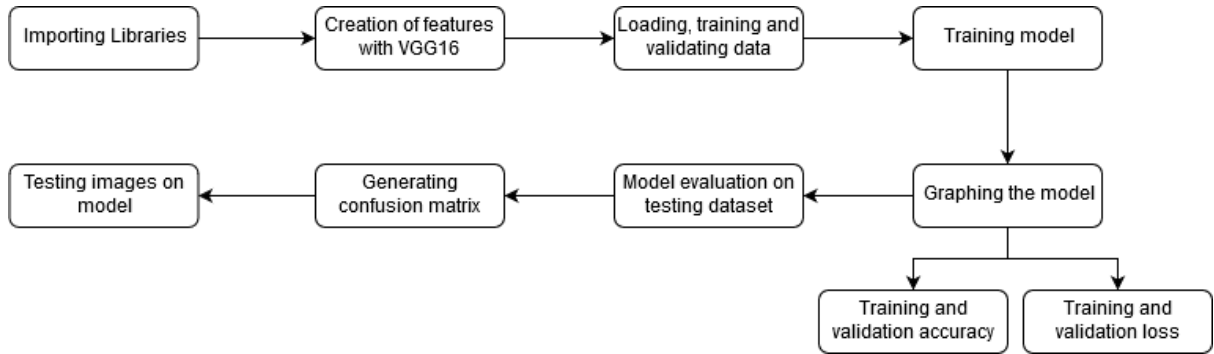 Importing Libraries
Creation of features
with VGG16
Loading, training and
validating data
Training model
Testing images on
model
Generating
confusion matrix
Model evaluation on
testing dataset
Graphing the model
Training and
validation accuracy
Training and
validation loss